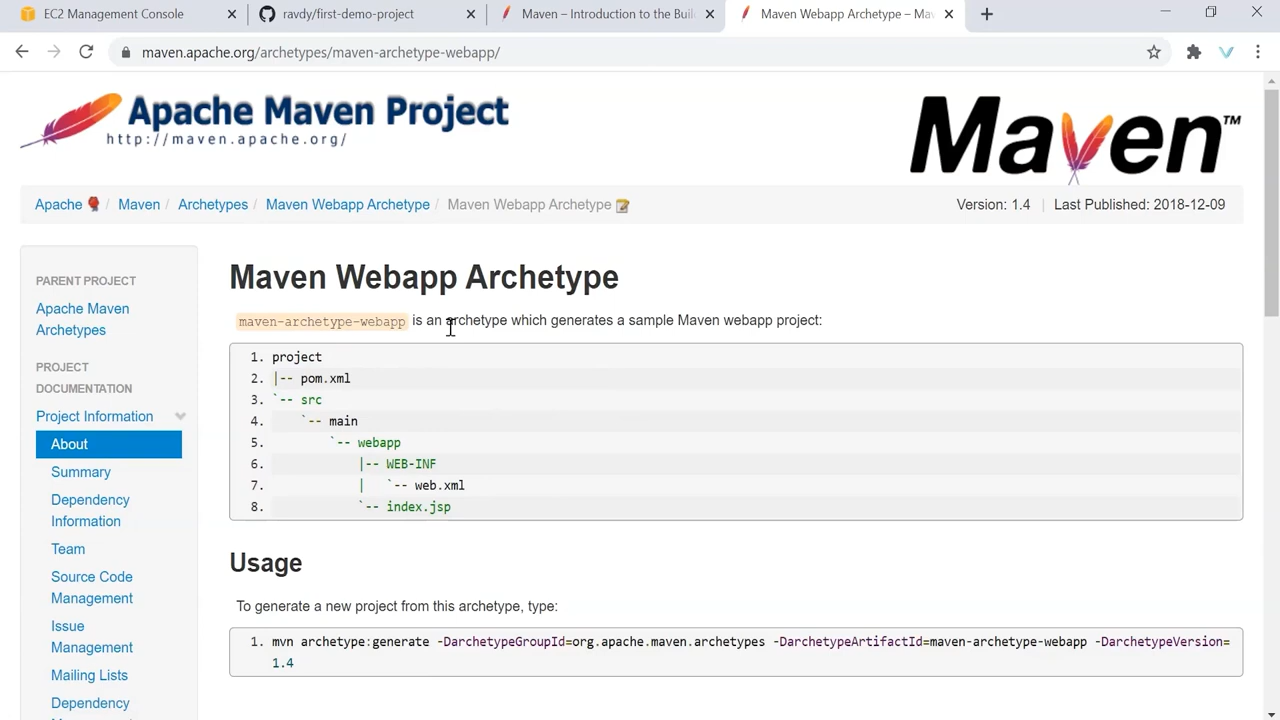 EC2 Management Console
ravdy/first-demo-project
Maven – Introduction to the Buil
Maven Webapp Archetype – Mav
maven.apache.org/archetypes/maven-archetype-webapp/
Apache Maven Project
http://maven.apache.org/
Maven™
Apache / Maven / Archetypes / Maven Webapp Archetype / Maven Webapp Archetype
Version: 1.4 | Last Published: 2018-12-09
PARENT PROJECT
Apache Maven
Archetypes
PROJECT
DOCUMENTATION
Project Information
About
Summary
Dependency
Information
Team
Source Code
Management
Issue
Management
Mailing Lists
Dependency
Maven Webapp Archetype
maven-archetype-webapp is an archetype which generates a sample Maven webapp project:
1. project
2. |-- pom.xml
3. `-- src
4. `-- main
5. `-- webapp
6. |-- WEB-INF
7. | `-- web.xml
8. `-- index.jsp
Usage
To generate a new project from this archetype, type:
1. mvn archetype:generate -DarchetypeGroupId=org.apache.maven.archetypes -DarchetypeArtifactId=maven-archetype-webapp -DarchetypeVersion=
1.4